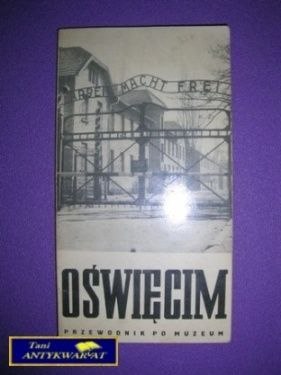 ARBEIT MACHT FREI
OŚWIĘCIM
PRZEWODNIK PO MUZEUM
Tani
ANTYKWARIAT